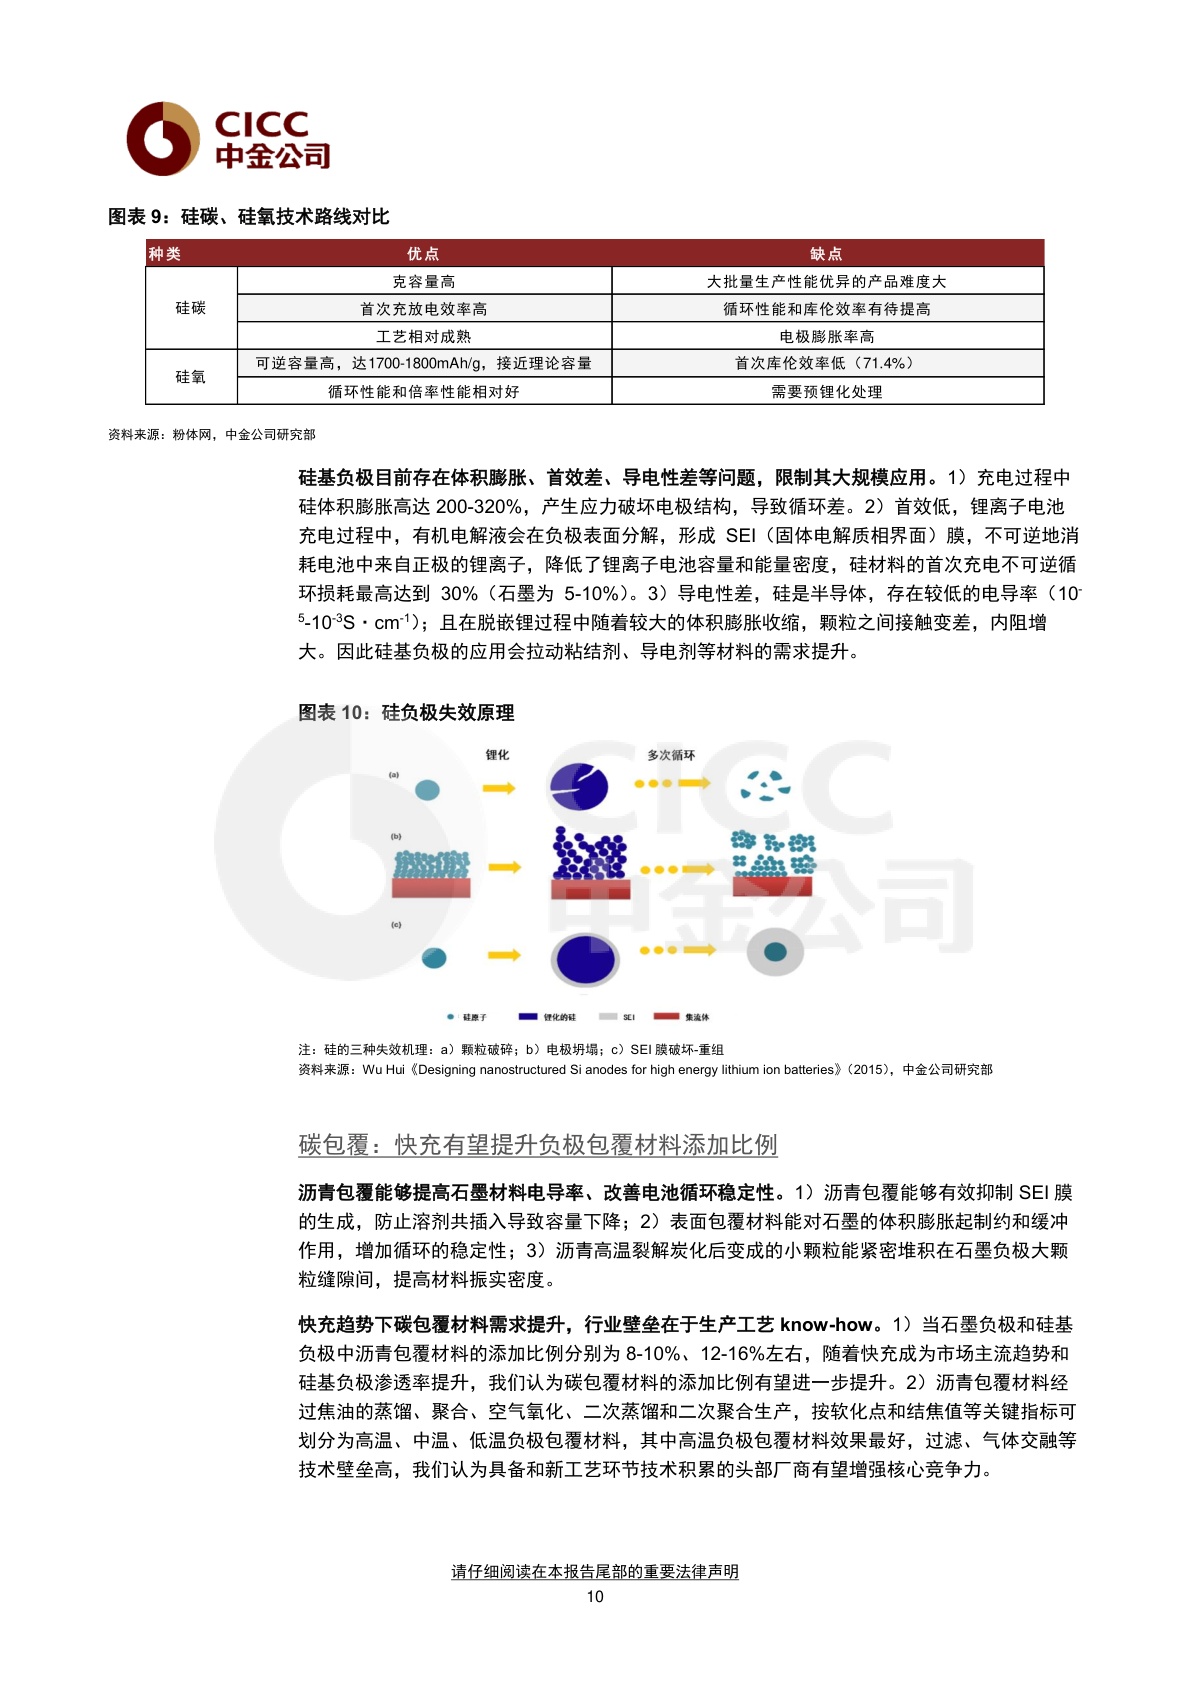 CICC
中金公司
图表 9：硅碳、硅氧技术路线对比
种类 优点 缺点
硅碳
克容量高 大批量生产性能优异的产品难度大
首次充放电效率高 循环性能和库伦效率有待提高
工艺相对成熟 电极膨胀率高
硅氧
可逆容量高，达1700-1800mAh/g，接近理论容量 首次库伦效率低（71.4%）
循环性能和倍率性能相对好 需要预锂化处理
资料来源：粉体网，中金公司研究部
硅基负极目前存在体积膨胀、首效差、导电性差等问题，限制其大规模应用。1）充电过程中
硅体积膨胀高达 200-320%，产生应力破坏电极结构，导致循环差。2）首效低，锂离子电池
充电过程中，有机电解液会在负极表面分解，形成 SEI（固体电解质相界面）膜，不可逆地消
耗电池中来自正极的锂离子，降低了锂离子电池容量和能量密度，硅材料的首次充电不可逆循
环损耗最高达到 30%（石墨为 5-10%）。3）导电性差，硅是半导体，存在较低的电导率（10-
5-10-3S·cm-1）；且在脱嵌锂过程中随着较大的体积膨胀收缩，颗粒之间接触变差，内阻增
大。因此硅基负极的应用会拉动粘结剂、导电剂等材料的需求提升。
图表 10：硅负极失效原理
锂化 多次循环
(a)
(b)
(c)
硅原子 锂化的硅 SEI 集流体
CICC
中金公司
注：硅的三种失效机理：a）颗粒破碎；b）电极坍塌；c）SEI 膜破坏-重组
资料来源：Wu Hui《Designing nanostructured Si anodes for high energy lithium ion batteries》（2015），中金公司研究部
碳包覆：快充有望提升负极包覆材料添加比例
沥青包覆能够提高石墨材料电导率、改善电池循环稳定性。1）沥青包覆能够有效抑制 SEI 膜
的生成，防止溶剂共插入导致容量下降；2）表面包覆材料能对石墨的体积膨胀起制约和缓冲
作用，增加循环的稳定性；3）沥青高温裂解炭化后变成的小颗粒能紧密堆积在石墨负极大颗
粒缝隙间，提高材料振实密度。
快充趋势下碳包覆材料需求提升，行业壁垒在于生产工艺 know-how。1）当石墨负极和硅基
负极中沥青包覆材料的添加比例分别为 8-10%、12-16%左右，随着快充成为市场主流趋势和
硅基负极渗透率提升，我们认为碳包覆材料的添加比例有望进一步提升。2）沥青包覆材料经
过焦油的蒸馏、聚合、空气氧化、二次蒸馏和二次聚合生产，按软化点和结焦值等关键指标可
划分为高温、中温、低温负极包覆材料，其中高温负极包覆材料效果最好，过滤、气体交融等
技术壁垒高，我们认为具备和新工艺环节技术积累的头部厂商有望增强核心竞争力。
请仔细阅读在本报告尾部的重要法律声明
10